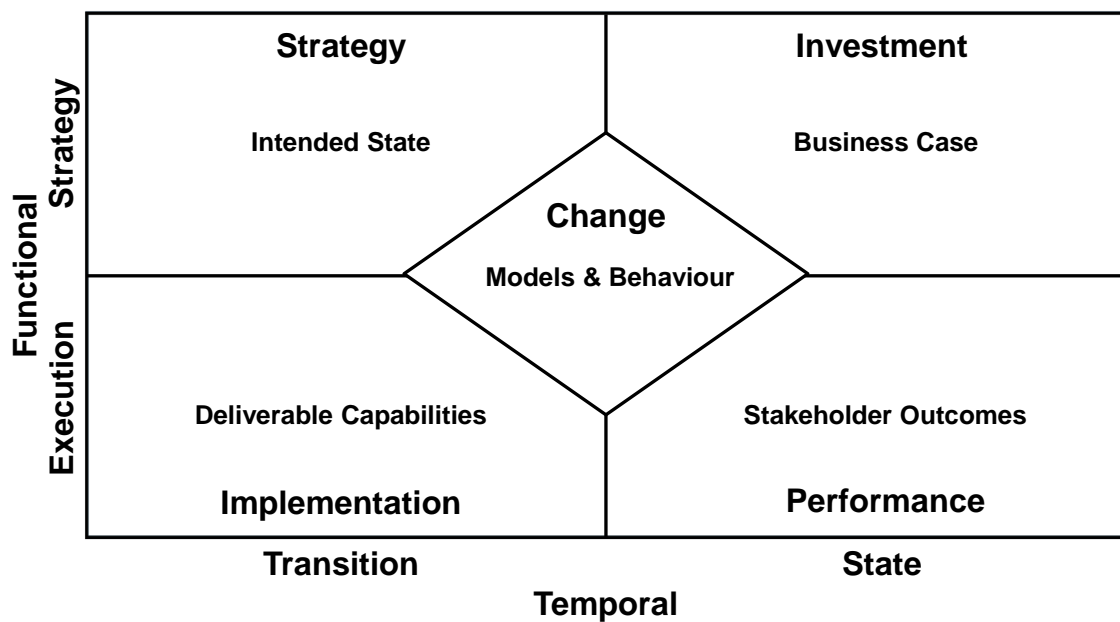 Strategy
Investment
Intended State
Business Case
Change
Models & Behaviour
Functional
Strategy
Execution
Deliverable Capabilities
Stakeholder Outcomes
Implementation
Performance
Transition
State
Temporal